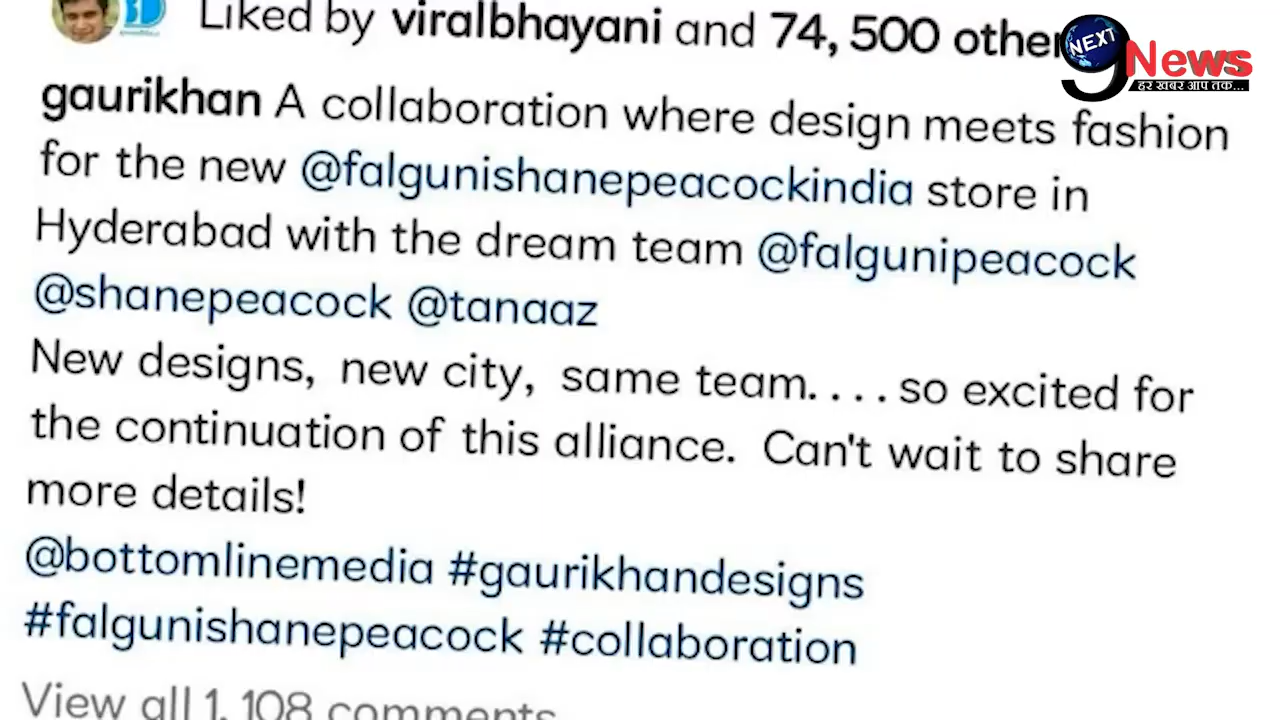 Liked by viralbhayani and 74, 500 other
NEXT
9 News
हर खबर आप तक...
gaurikhan A collaboration where design meets fashion
for the new @falgunishanepeacockindia store in
Hyderabad with the dream team @falgunipeacock
@shanepeacock @tanaaz
New designs, new city, same team. . . . so excited for
the continuation of this alliance. Can't wait to share
more details!
@bottomlinemedia #gaurikhandesigns
#falgunishanepeacock #collaboration
View all 1, 108 comments